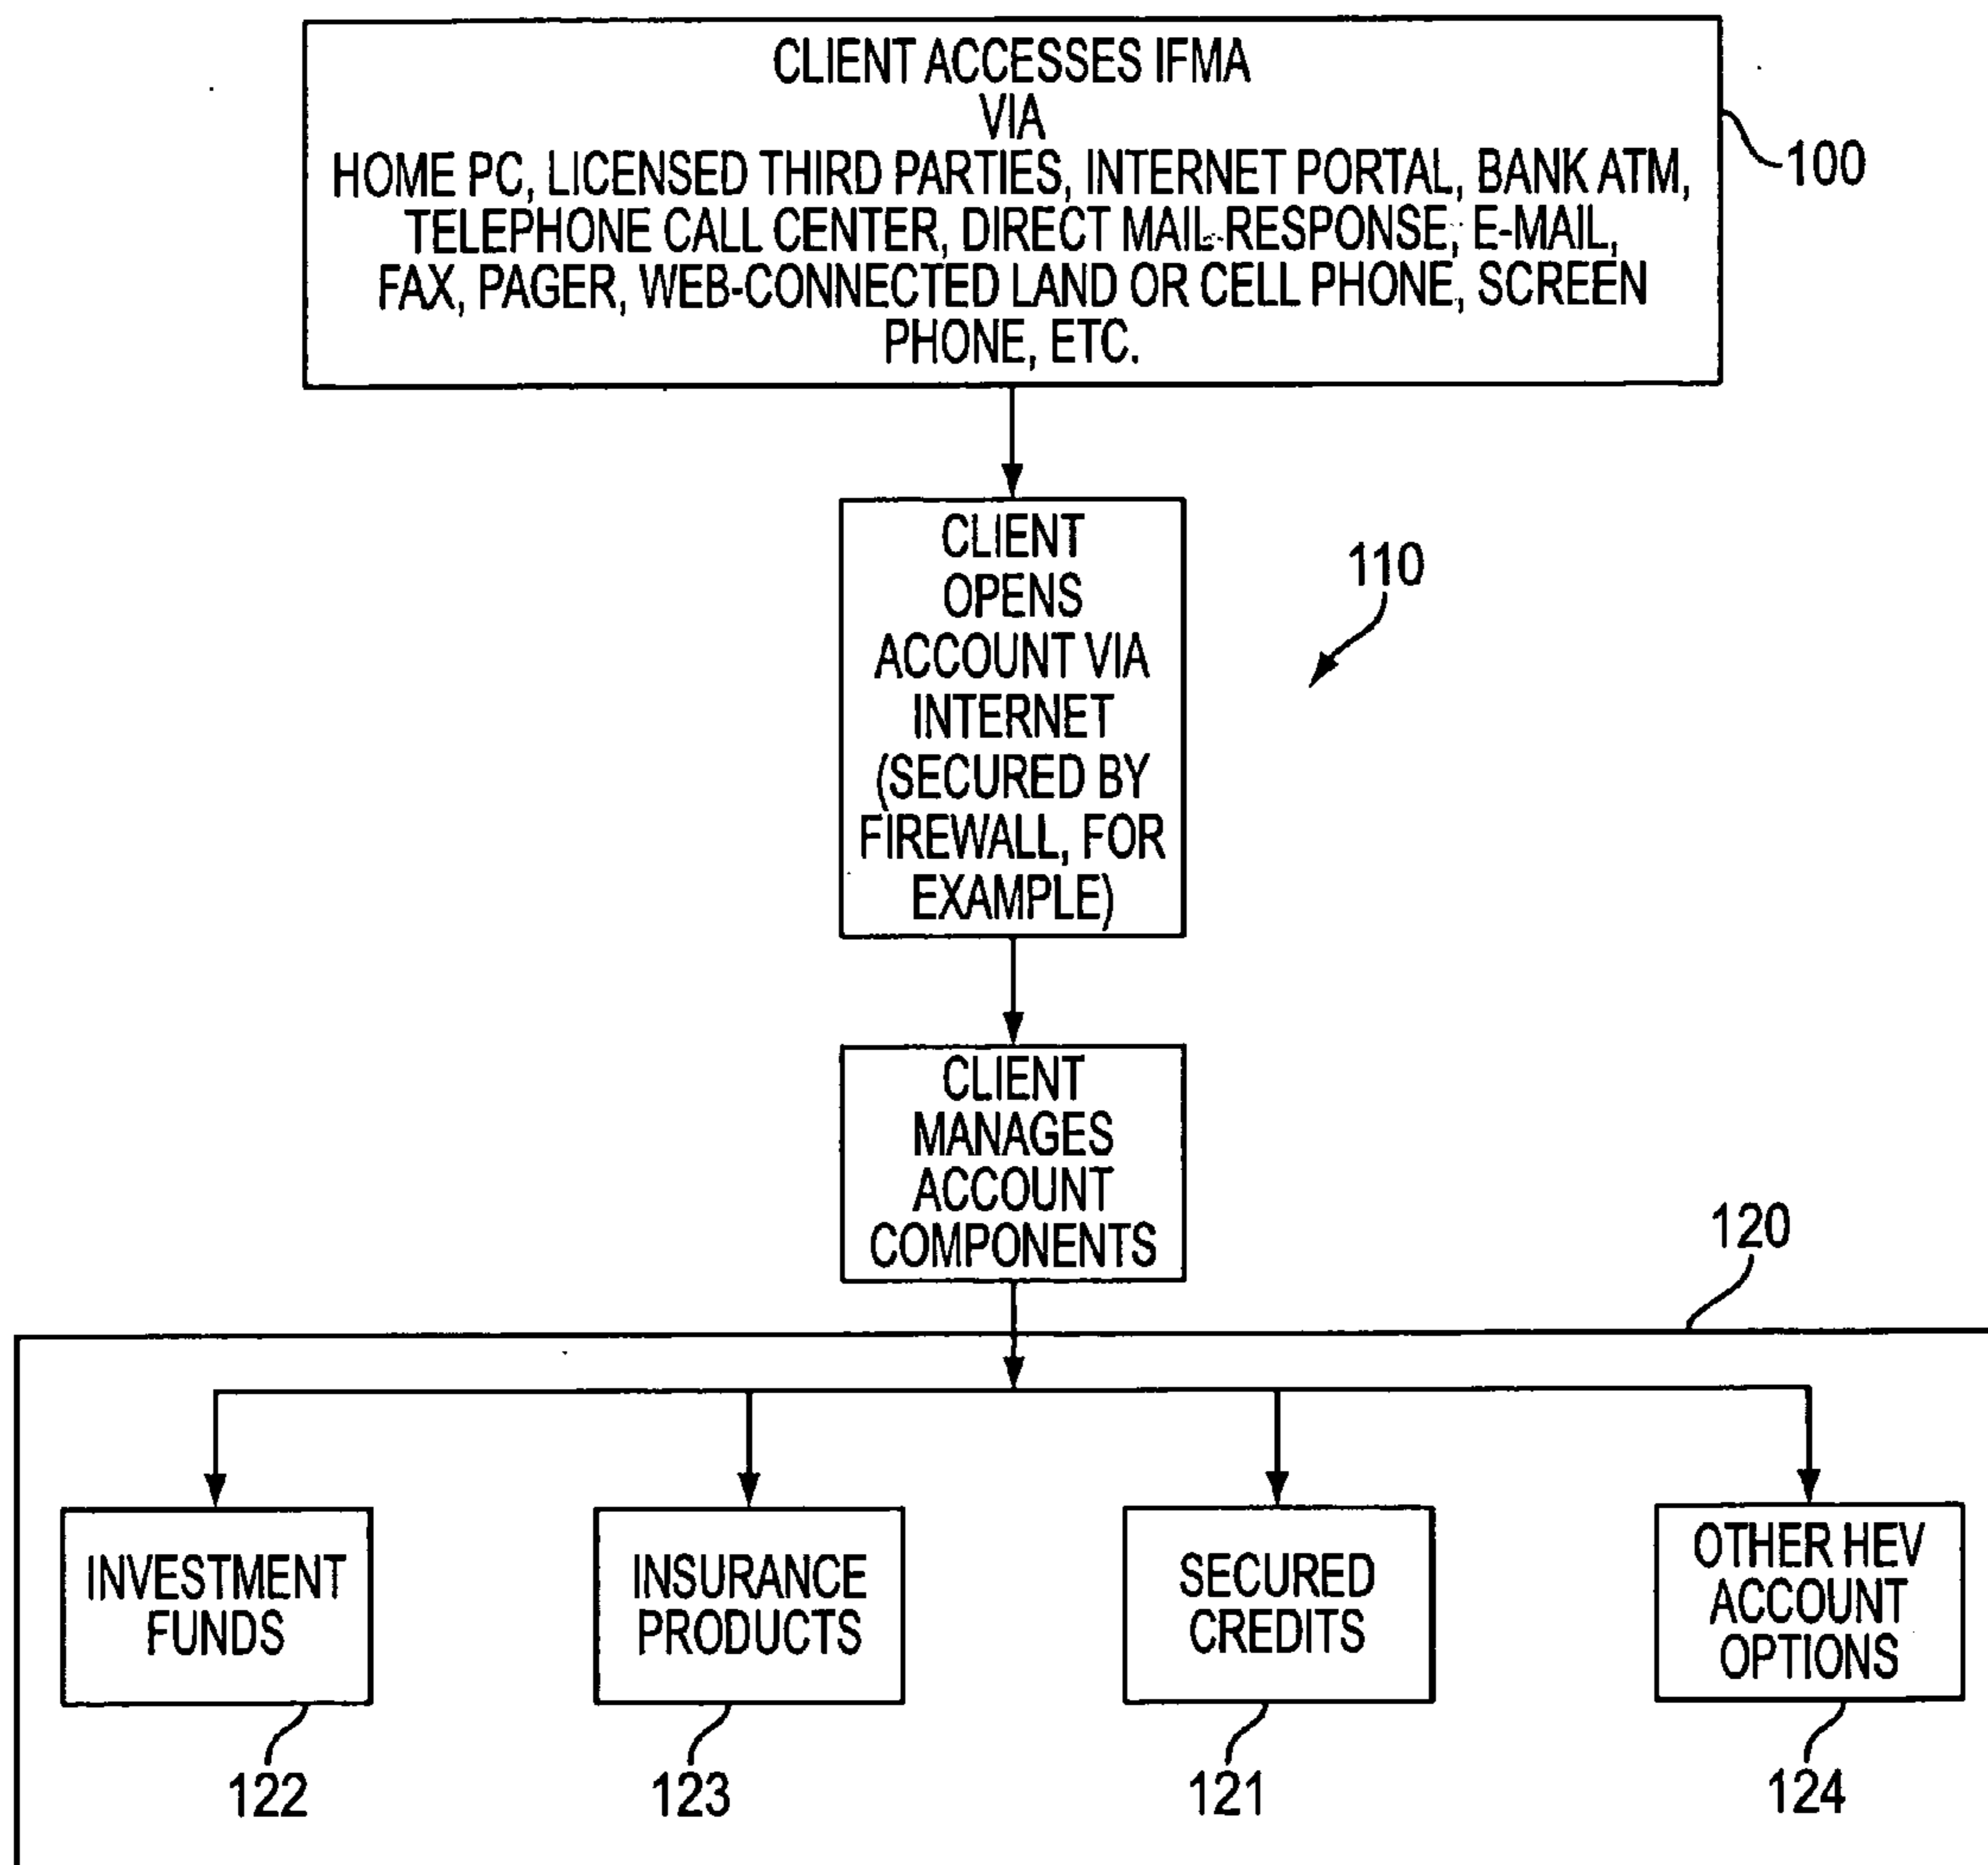 CLIENT ACCESSES IFMA
VIA
HOME PC, LICENSED THIRD PARTIES, INTERNET PORTAL, BANK ATM,
TELEPHONE CALL CENTER, DIRECT MAIL-RESPONSE, E-MAIL,
FAX, PAGER, WEB-CONNECTED LAND OR CELL PHONE, SCREEN
PHONE, ETC.
100
CLIENT
OPENS
ACCOUNT VIA
INTERNET
(SECURED BY
FIREWALL, FOR
EXAMPLE)
110
CLIENT
MANAGES
ACCOUNT
COMPONENTS
120
INVESTMENT
FUNDS
INSURANCE
PRODUCTS
SECURED
CREDITS
OTHER HEV
ACCOUNT
OPTIONS
122
123
121
124